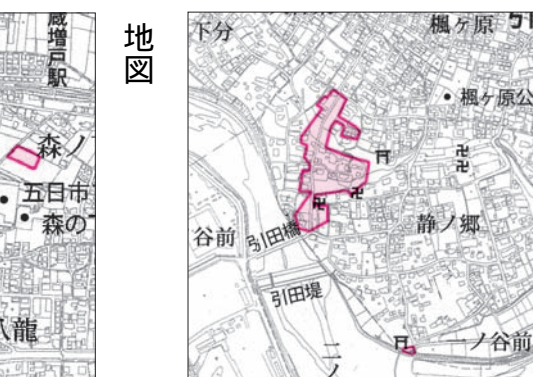 地図
下分
楓ヶ原
楓ヶ原公
静ノ郷
谷前
引田橋
引田堤
一ノ谷前
蔵増戸駅
森ノ
五日市
森の
八龍